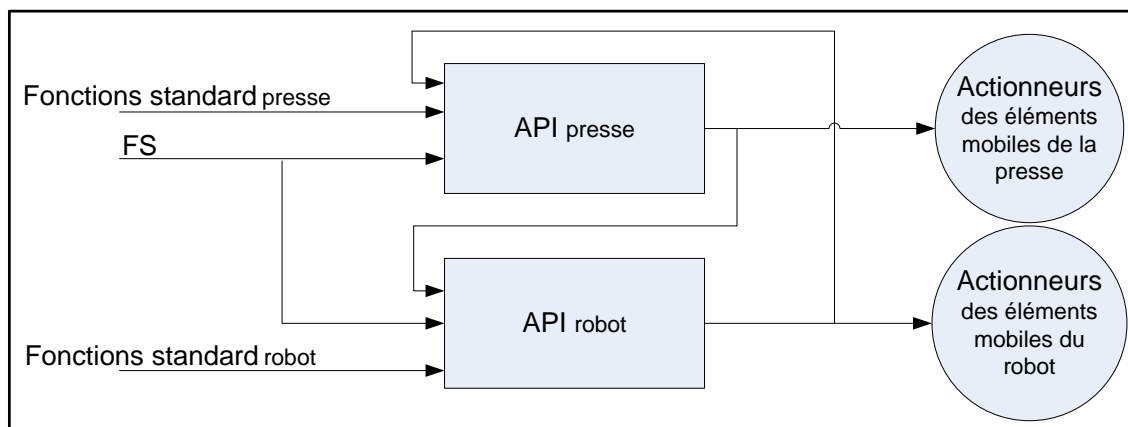 Fonctions standard presse
FS
API presse
Actionneurs
des éléments
mobiles de la
presse
API robot
Fonctions standard robot
Actionneurs
des éléments
mobiles du
robot